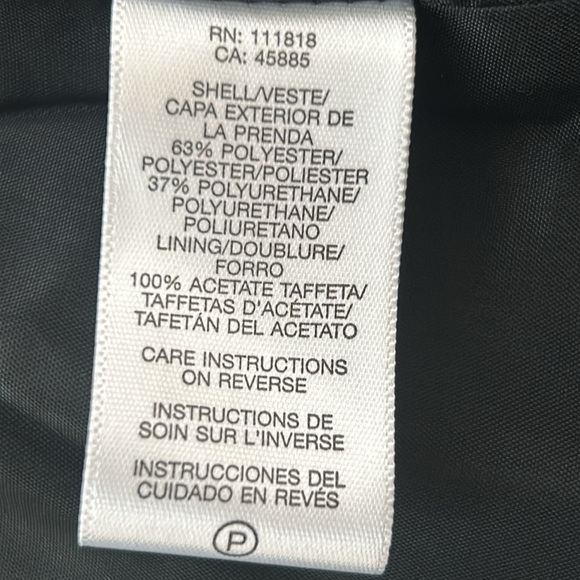 RN: 111818
CA: 45885
SHELL/VESTE/
CAPA EXTERIOR DE
LA PRENDA
63% POLYESTER/
POLYESTER/POLIESTER
37% POLYURETHANE/
POLYURETHANE/
POLIURETANO
LINING/DOUBLURE/
FORRO
100% ACETATE TAFFETA/
TAFFETAS D'ACÉTATE/
TAFETÁN DEL ACETATO
CARE INSTRUCTIONS
ON REVERSE
INSTRUCTIONS DE
SOIN SUR L'INVERSE
INSTRUCCIONES DEL
CUIDADO EN REVÉS
P